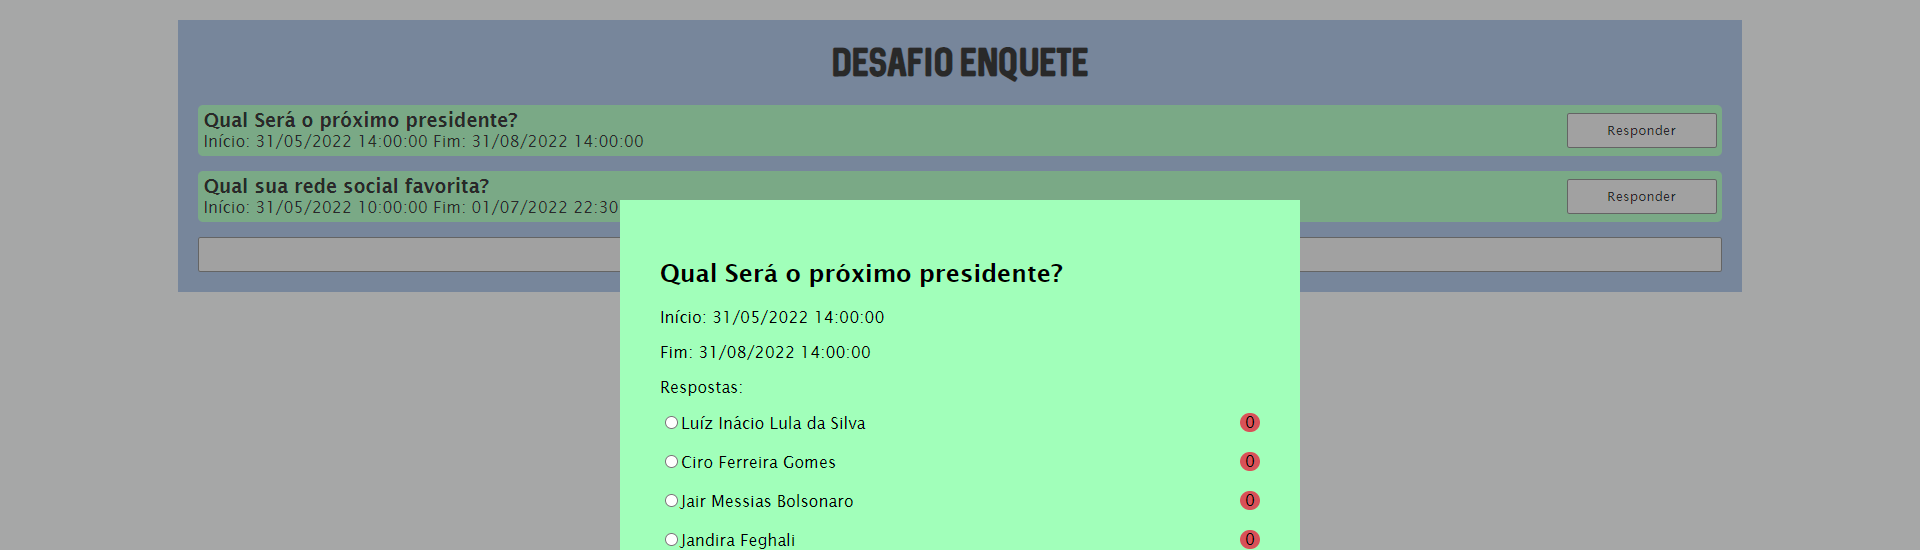 DESAFIO ENQUETE
Qual Será o próximo presidente?
Início: 31/05/2022 14:00:00 Fim: 31/08/2022 14:00:00
Responder
Qual sua rede social favorita?
Início: 31/05/2022 10:00:00 Fim: 01/07/2022 22:30
Responder
Qual Será o próximo presidente?
Início: 31/05/2022 14:00:00
Fim: 31/08/2022 14:00:00
Respostas:
Luíz Inácio Lula da Silva 0
Ciro Ferreira Gomes 0
Jair Messias Bolsonaro 0
Jandira Feghali 0